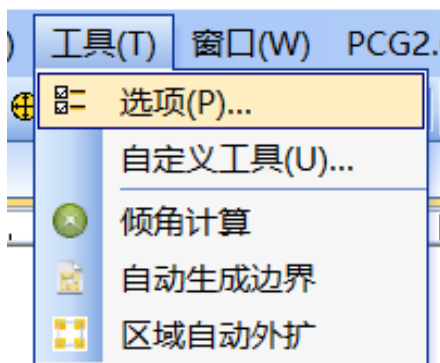 ) 工具(T) 窗口(W) PCG2.
选项(P)...
自定义工具(U)...
倾角计算
自动生成边界
区域自动外扩